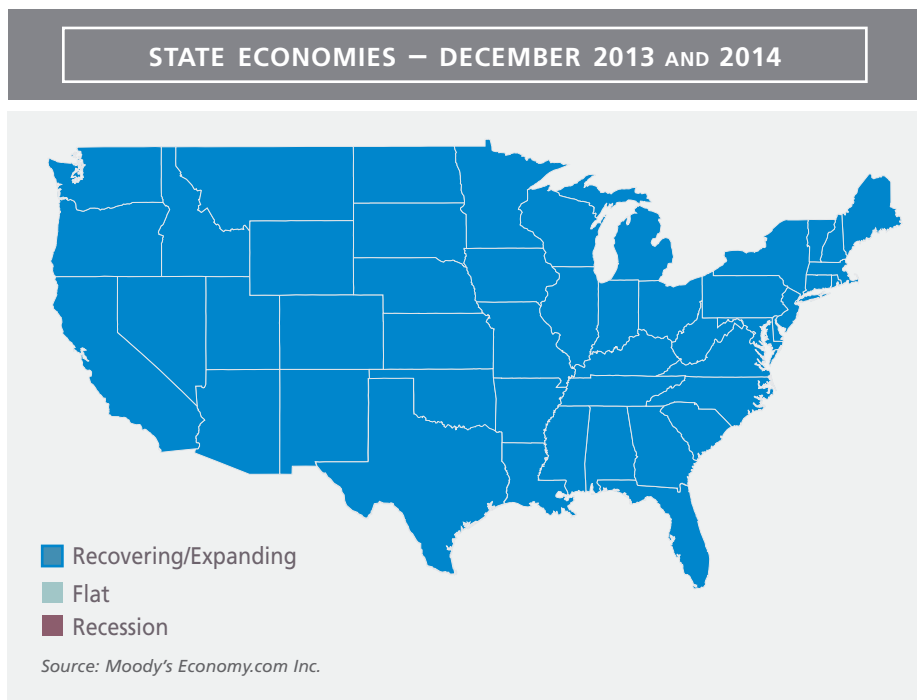 STATE ECONOMIES – DECEMBER 2013 AND 2014
Recovering/Expanding
Flat
Recession
Source: Moody's Economy.com Inc.